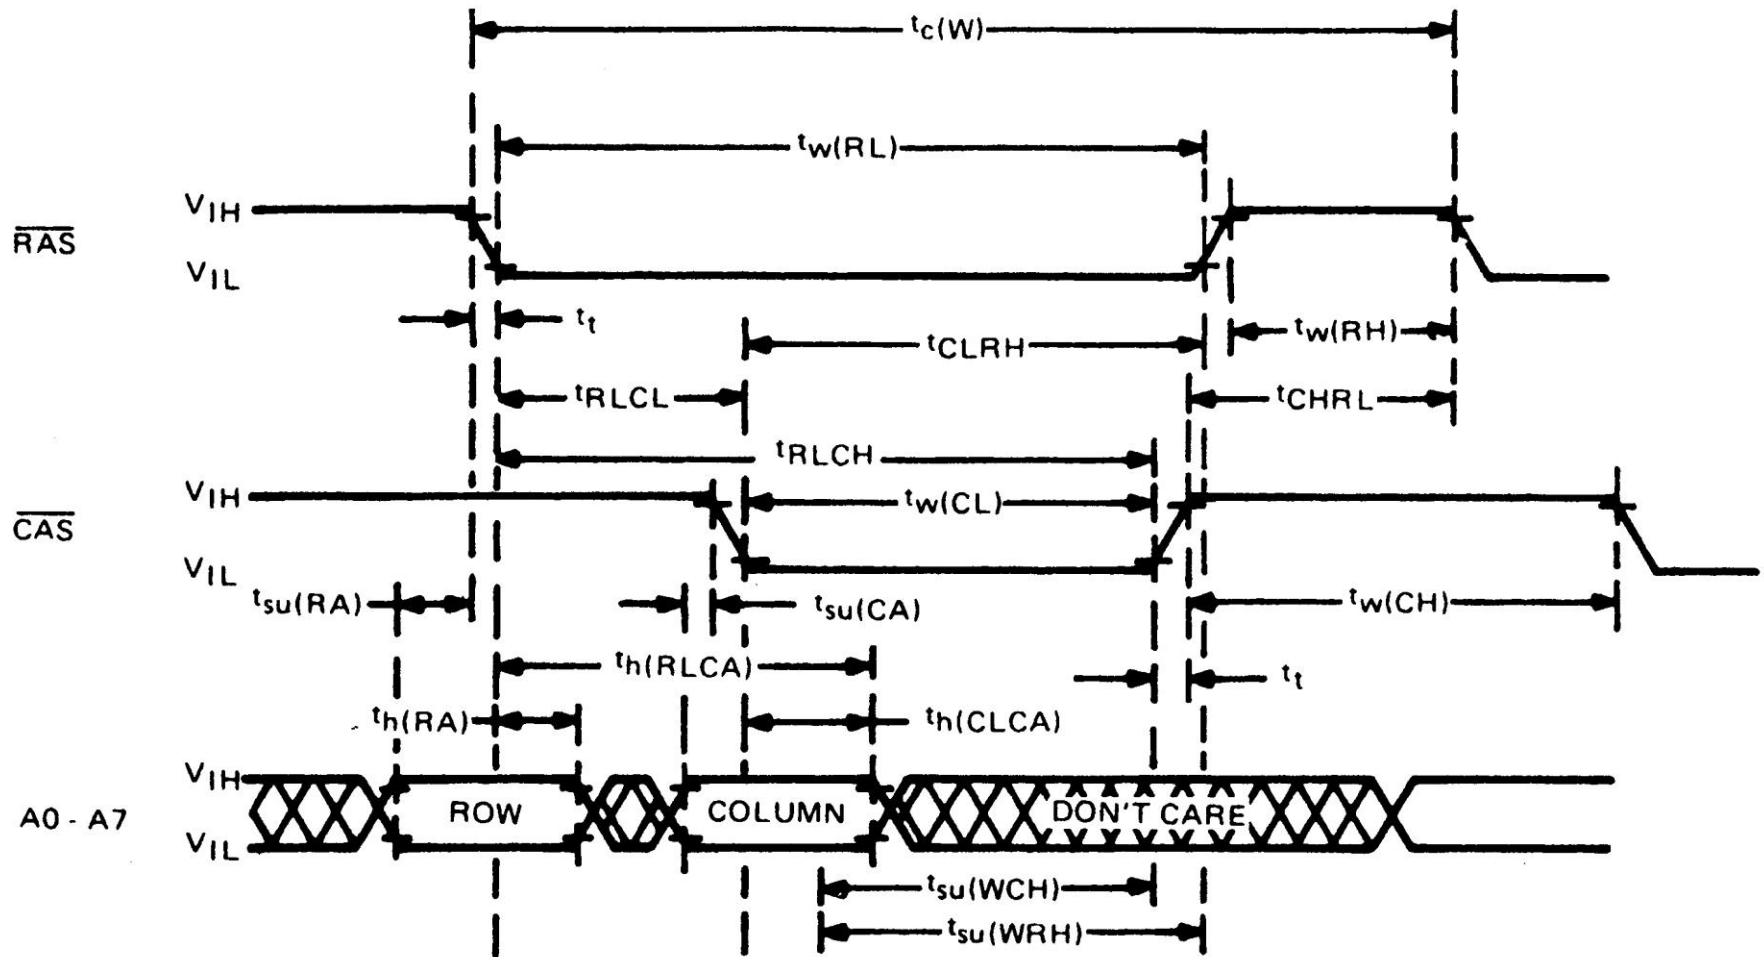 tc(W)
tw(RL)
VIH
RAS
VIL
tt
tw(RH)
tCLRH
tRLCL
tCHRL
tRLCH
VIH
tw(CL)
CAS
VIL
tsu(RA)
tsu(CA)
tw(CH)
th(RLCA)
tt
th(RA)
th(CLCA)
VIH
A0 - A7
ROW
COLUMN
DON'T CARE
VIL
tsu(WCH)
tsu(WRH)